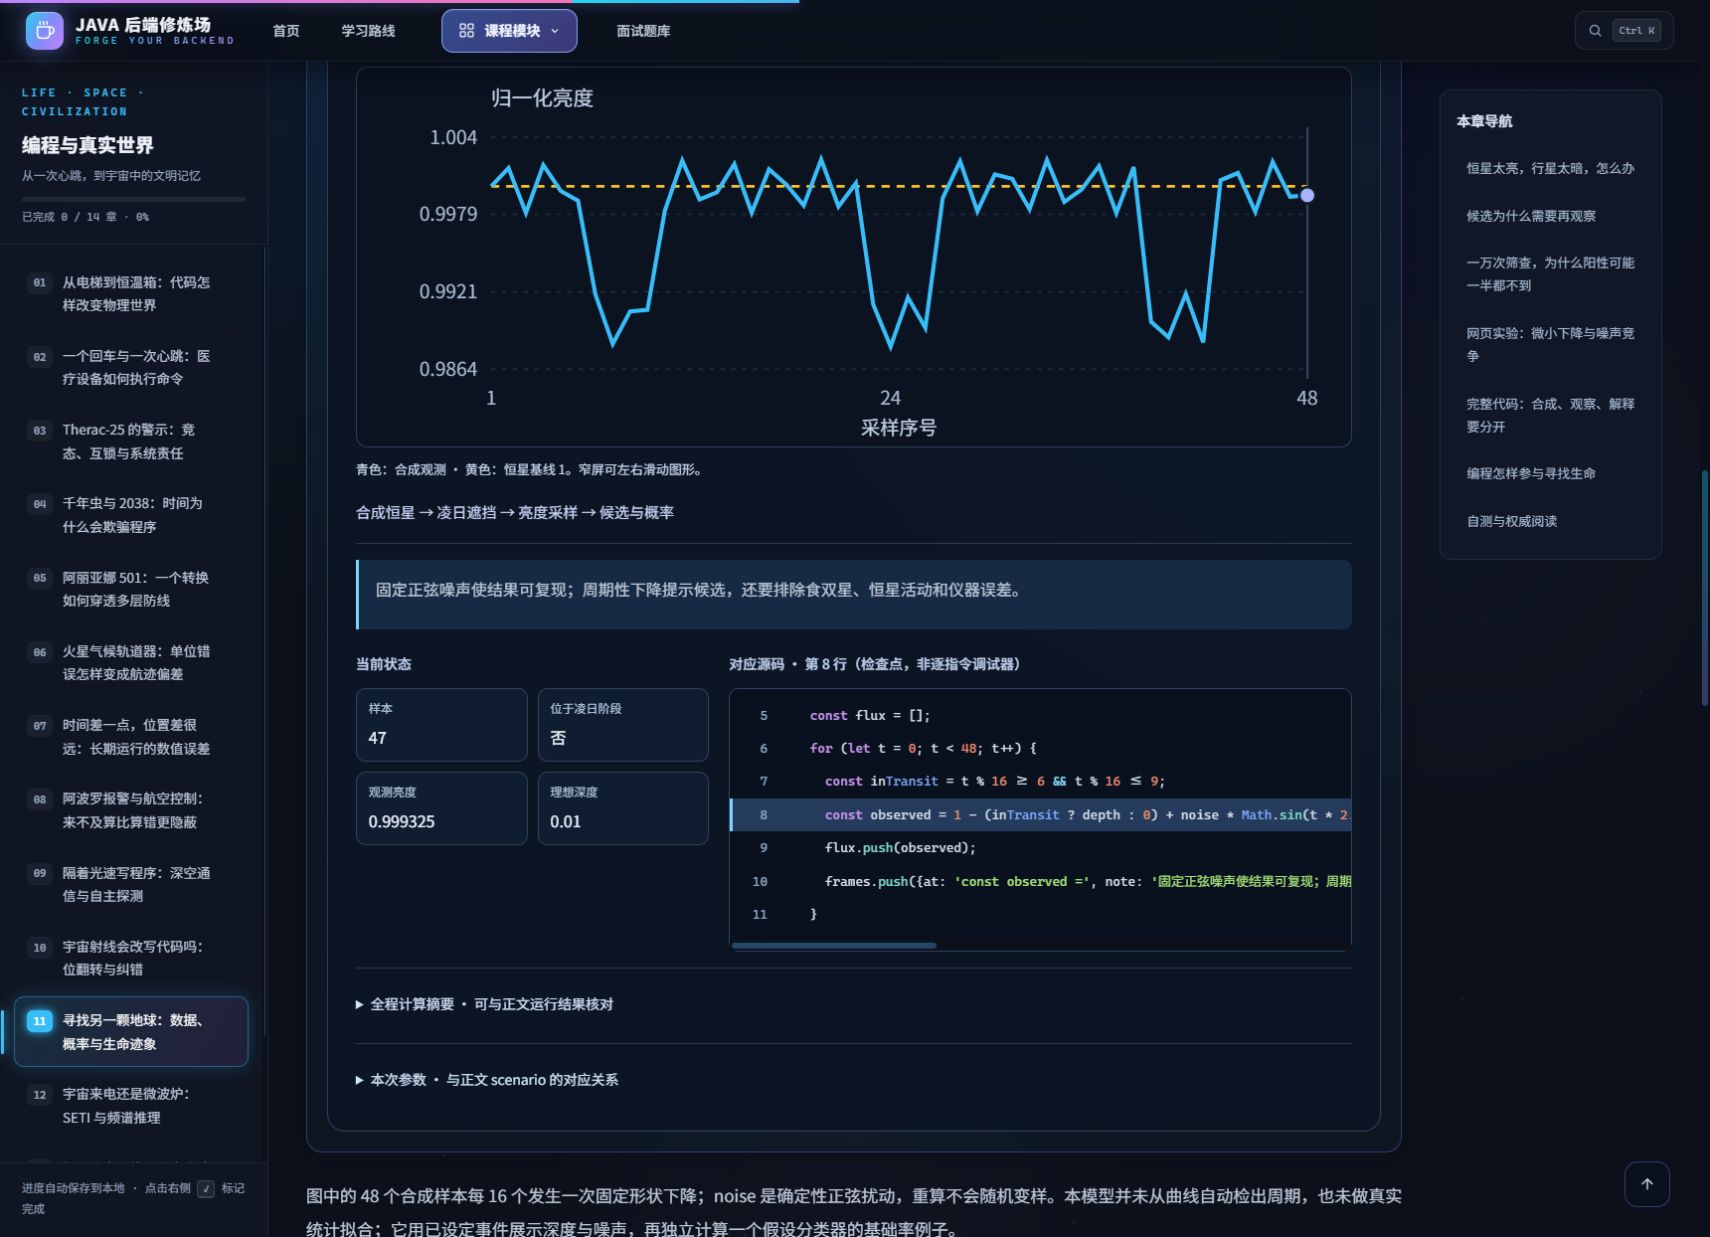 JAVA 后端修炼场
FORGE YOUR BACKEND
首页
学习路线
课程模块
面试题库
Ctrl K
LIFE · SPACE ·
CIVILIZATION
编程与真实世界
从一次心跳，到宇宙中的文明记忆
已完成 0 / 14 章 · 0%
01 从电梯到恒温箱：代码怎
样改变物理世界
02 一个回车与一次心跳：医
疗设备如何执行命令
03 Therac-25 的警示：竞
态、互锁与系统责任
04 千年虫与 2038：时间为
什么会欺骗程序
05 阿丽亚娜 501：一个转换
如何穿透多层防线
06 火星气候轨道器：单位错
误怎样变成航迹偏差
07 时间差一点，位置差很
远：长期运行的数值误差
08 阿波罗报警与航空控制：
来不及算比算错更隐蔽
09 隔着光速写程序：深空通
信与自主探测
10 宇宙射线会改写代码吗：
位翻转与纠错
11 寻找另一颗地球：数据、
概率与生命迹象
12 宇宙来电还是微波炉：
SETI 与频谱推理
进度自动保存到本地 · 点击右侧 ✓ 标记
完成
归一化亮度
1.004
0.9979
0.9921
0.9864
1
24
48
采样序号
青色：合成观测 · 黄色：恒星基线 1。窄屏可左右滑动图形。
合成恒星 → 凌日遮挡 → 亮度采样 → 候选与概率
固定正弦噪声使结果可复现；周期性下降提示候选，还要排除食双星、恒星活动和仪器误差。
当前状态
样本
47
位于凌日阶段
否
观测亮度
0.999325
理想深度
0.01
对应源码 · 第 8 行（检查点，非逐指令调试器）
5 const flux = [];
6 for (let t = 0; t < 48; t++) {
7 const inTransit = t % 16 ≥ 6 && t % 16 ≤ 9;
8 const observed = 1 - (inTransit ? depth : 0) + noise * Math.sin(t * 2.
9 flux.push(observed);
10 frames.push({at: 'const observed =', note: '固定正弦噪声使结果可复现；周期
11 }
▶ 全程计算摘要 · 可与正文运行结果核对
▶ 本次参数 · 与正文 scenario 的对应关系
图中的 48 个合成样本每 16 个发生一次固定形状下降；noise 是确定性正弦扰动，重算不会随机变样。本模型并未从曲线自动检出周期，也未做真实
统计拟合；它用已设定事件展示深度与噪声，再独立计算一个假设分类器的基础率例子。
本章导航
恒星太亮，行星太暗，怎么办
候选为什么需要再观察
一万次筛查，为什么阳性可能
一半都不到
网页实验：微小下降与噪声竞
争
完整代码：合成、观察、解释
要分开
编程怎样参与寻找生命
自测与权威阅读